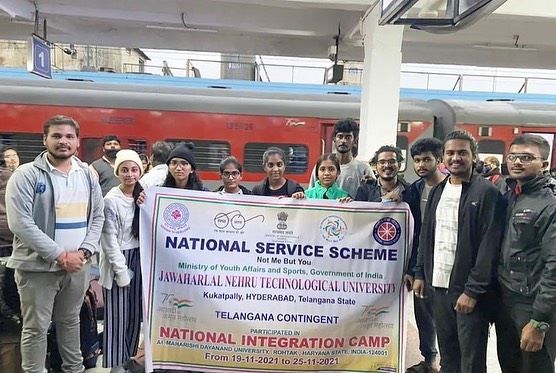 1
NATIONAL SERVICE SCHEME
Not Me But You
Ministry of Youth Affairs and Sports, Government of India
JAWAHARLAL NEHRU TECHNOLOGICAL UNIVERSITY
Kukatpally, HYDERABAD, Telangana State
TELANGANA CONTINGENT
PARTICIPATED IN
NATIONAL INTEGRATION CAMP
At MAHARISHI DAYANAND UNIVERSITY, ROHTAK, HARYANA STATE, INDIA-124001
From 19-11-2021 to 25-11-2021